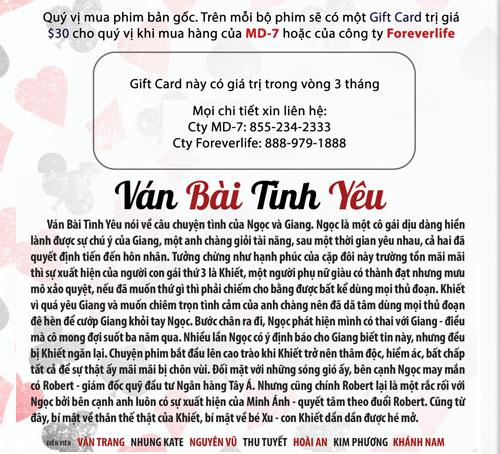 Quý vị mua phim bản gốc. Trên mỗi bộ phim sẽ có một Gift Card trị giá
$30 cho quý vị khi mua hàng của MD-7 hoặc của công ty Foreverlife
Gift Card này có giá trị trong vòng 3 tháng
Mọi chi tiết xin liên hệ:
Cty MD-7: 855-234-2333
Cty Foreverlife: 888-979-1888
Ván Bài Tình Yêu
Ván Bài Tình Yêu nói về câu chuyện tình của Ngọc và Giang. Ngọc là một cô gái dịu dàng hiền
lành được sự chú ý của Giang, một anh chàng giỏi tài năng, sau một thời gian yêu nhau, cả hai đã
quyết định tiến đến hôn nhân. Tưởng chừng như hạnh phúc của cặp đôi này trường tồn mãi mãi
thì sự xuất hiện của người con gái thứ 3 là Khiết, một người phụ nữ giàu có thành đạt nhưng mưu
mô xảo quyệt, nếu đã muốn thứ gì thì phải chiếm cho bằng được bất kể dùng mọi thủ đoạn. Khiết
vì quá yêu Giang và muốn chiêm trọn tình cảm của anh chàng nên đã dã tâm dùng mọi thủ đoạn
đê hèn để cướp Giang khỏi tay Ngọc. Bước chân ra đi, Ngọc phát hiện mình có thai với Giang - điều
mà cô mong đợi suốt ba năm qua. Nhiều lần Ngọc có ý định báo cho Giang biết tin này, nhưng đều
bị Khiết ngăn lại. Chuyện phim bắt đầu lên cao trào khi Khiết trở nên thâm độc, hiểm ác, bất chấp
tất cả để sự thật ấy mãi mãi bị chôn vùi. Đối mặt với những sóng gió ấy, bên cạnh Ngọc may mắn
có Robert - giám đốc quỹ đầu tư Ngân hàng Tây Á. Nhưng cũng chính Robert lại là một rắc rối với
Ngọc bởi bên cạnh anh luôn có sự xuất hiện của Minh Ánh - quyết tâm theo đuổi Robert. Cũng từ
đây, bí mật về thân thế thật của Khiết, bí mật về bé Xu - con Khiết dần dần được hé mở.
DIỄN VIÊN VÂN TRANG NHUNG KATE NGUYÊN VŨ THU TUYẾT HOÀI AN KIM PHƯỢNG KHÁNH NAM